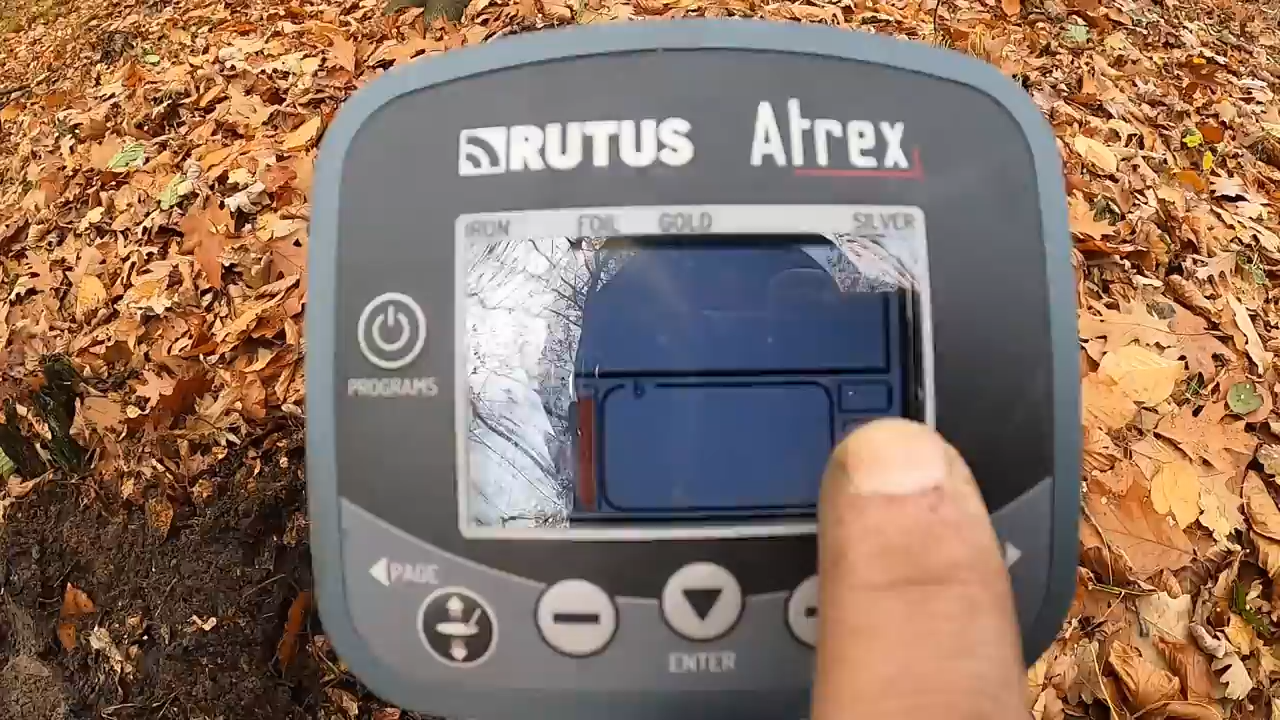 RUTUS Atrex
IRON FOIL GOLD SILVER
PROGRAMS
PAGE
ENTER